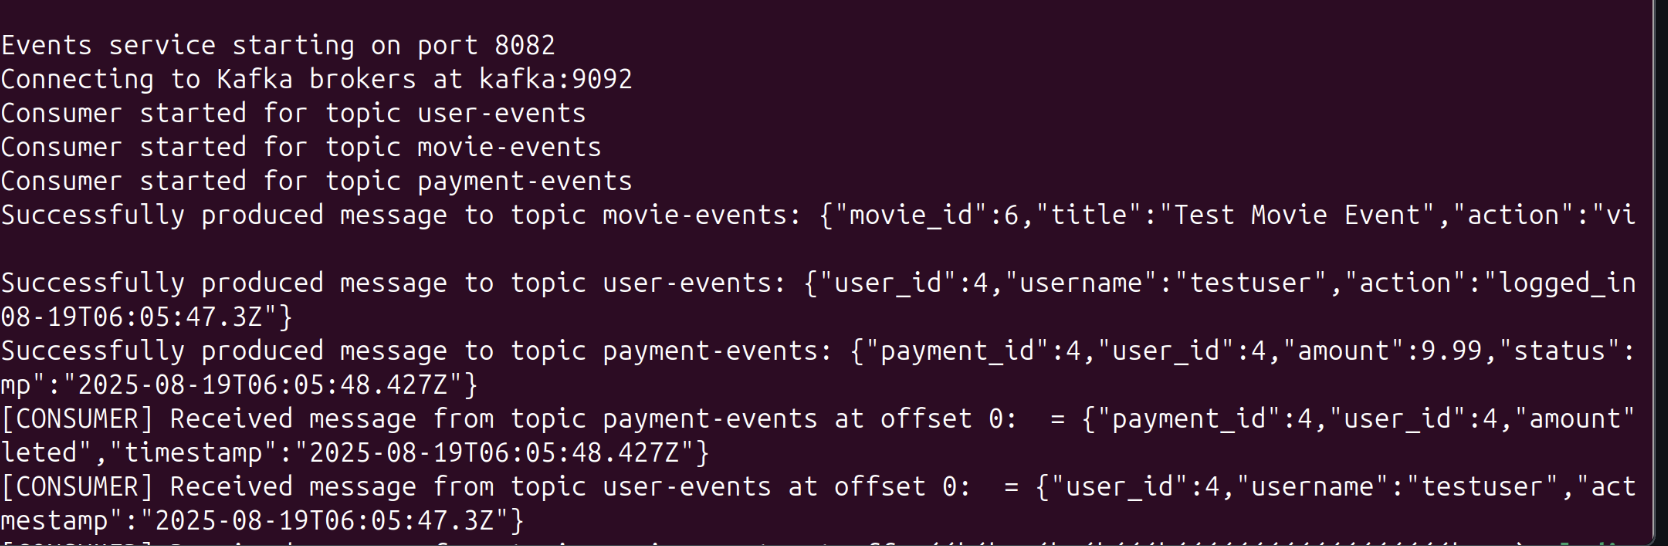 Events service starting on port 8082
Connecting to Kafka brokers at kafka:9092
Consumer started for topic user-events
Consumer started for topic movie-events
Consumer started for topic payment-events
Successfully produced message to topic movie-events: {"movie_id":6,"title":"Test Movie Event","action":"vi
Successfully produced message to topic user-events: {"user_id":4,"username":"testuser","action":"logged_in
08-19T06:05:47.3Z"}
Successfully produced message to topic payment-events: {"payment_id":4,"user_id":4,"amount":9.99,"status":
mp":"2025-08-19T06:05:48.427Z"}
[CONSUMER] Received message from topic payment-events at offset 0:  = {"payment_id":4,"user_id":4,"amount"
leted","timestamp":"2025-08-19T06:05:48.427Z"}
[CONSUMER] Received message from topic user-events at offset 0:  = {"user_id":4,"username":"testuser","act
mestamp":"2025-08-19T06:05:47.3Z"}